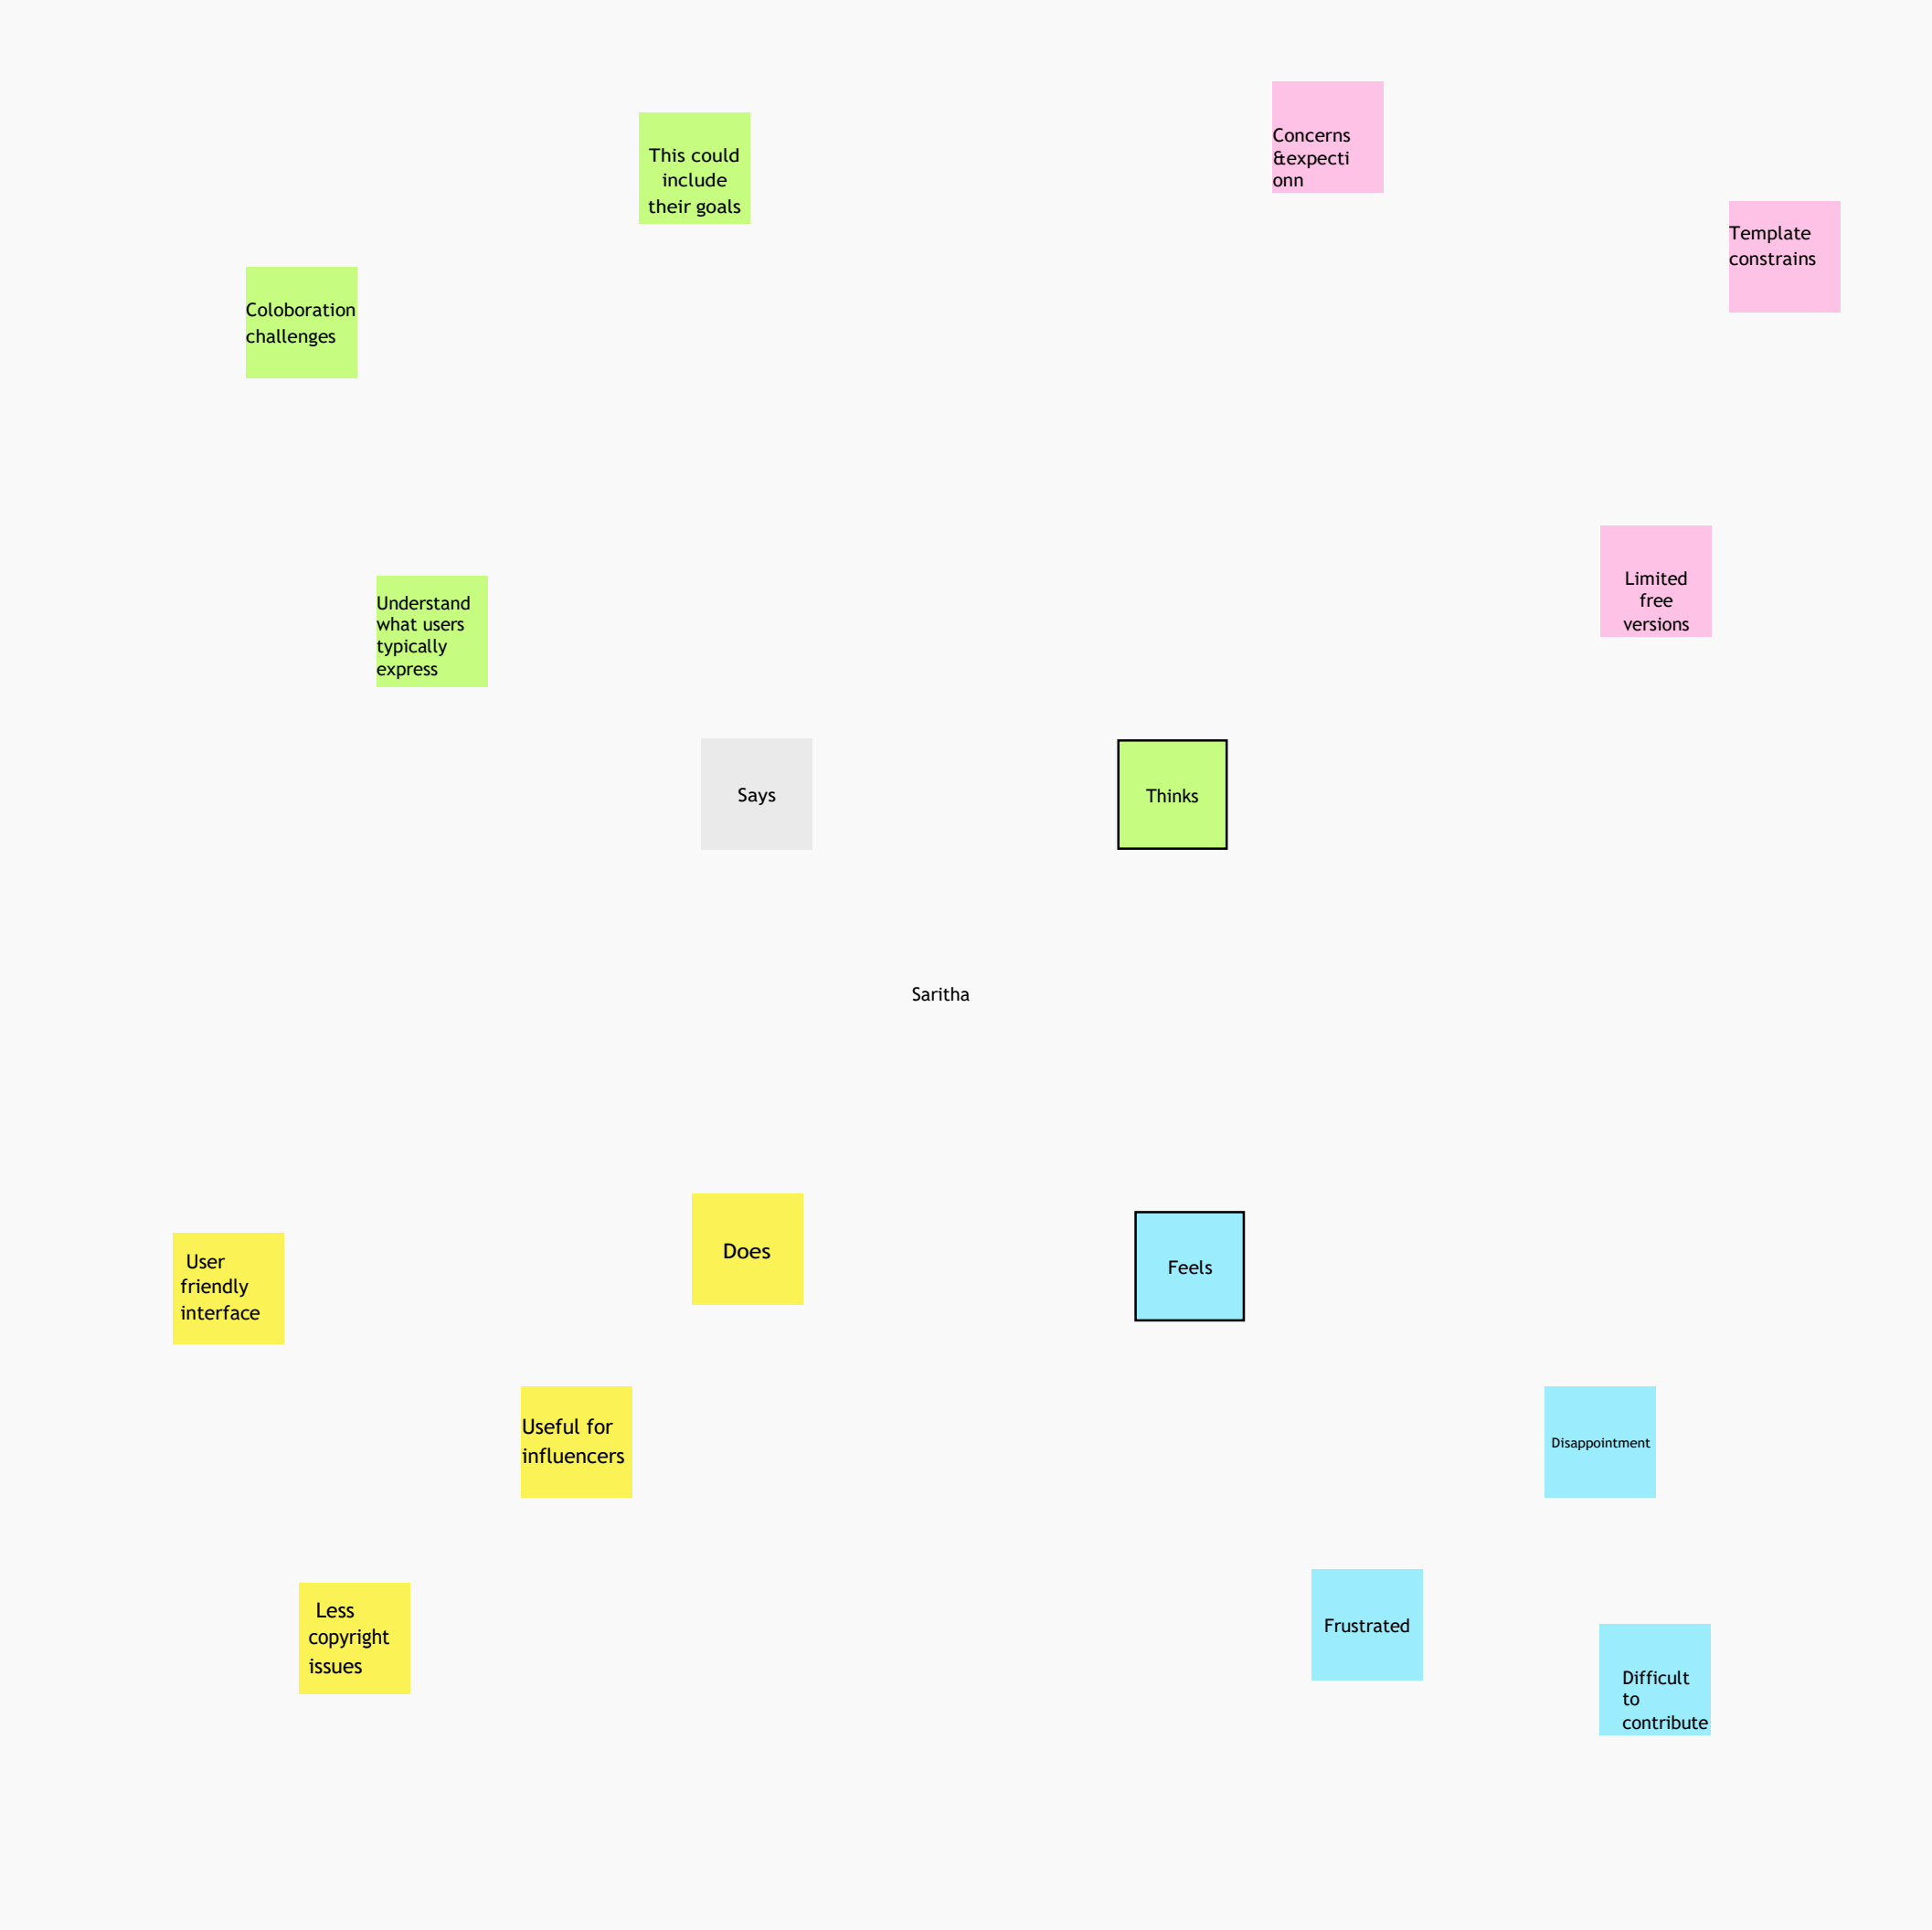 This could
include
their goals
Concerns
&expecti
onn
Template
constrains
Coloboration
challenges
Limited
free
versions
Understand
what users
typically
express
Says
Thinks
Saritha
Does
Feels
User
friendly
interface
Useful for
influencers
Disappointment
Less
copyright
issues
Frustrated
Difficult
to
contribute